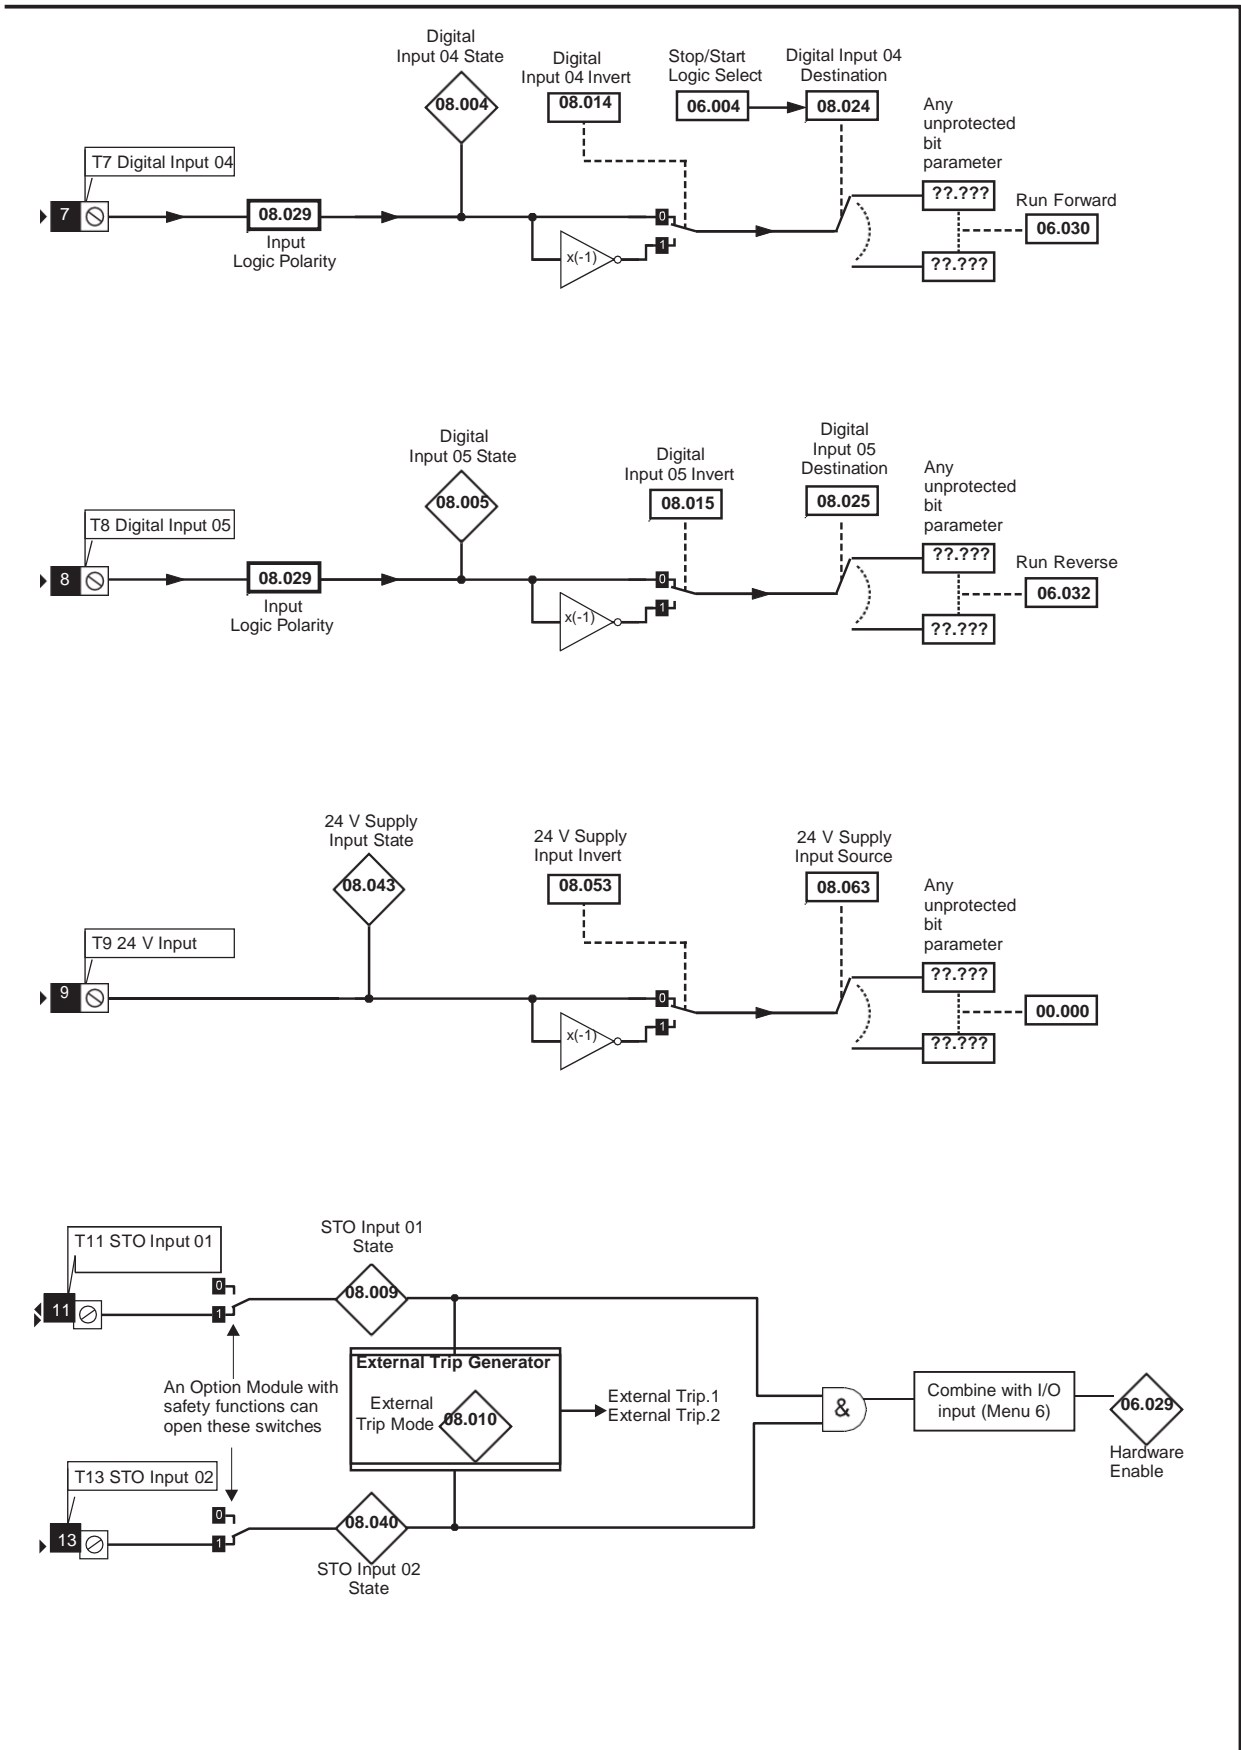 Digital
Input 04 State
Digital
Input 04 Invert
Stop/Start
Logic Select
Digital Input 04
Destination
08.004
08.014
06.004
08.024
Any
unprotected
bit
parameter
T7 Digital Input 04
7
08.029
Input
Logic Polarity
0
1
x(-1)
??.???
??.???
Run Forward
06.030
Digital
Input 05 State
Digital
Input 05 Invert
Digital
Input 05
Destination
08.005
08.015
08.025
Any
unprotected
bit
parameter
T8 Digital Input 05
8
08.029
Input
Logic Polarity
0
1
x(-1)
??.???
??.???
Run Reverse
06.032
24 V Supply
Input State
24 V Supply
Input Invert
24 V Supply
Input Source
08.043
08.053
08.063
Any
unprotected
bit
parameter
T9 24 V Input
9
0
1
x(-1)
??.???
??.???
00.000
T11 STO Input 01
11
0
1
STO Input 01
State
08.009
An Option Module with
safety functions can
open these switches
External Trip Generator
External
Trip Mode
08.010
External Trip.1
External Trip.2
&
Combine with I/O
input (Menu 6)
06.029
Hardware
Enable
T13 STO Input 02
13
0
1
08.040
STO Input 02
State